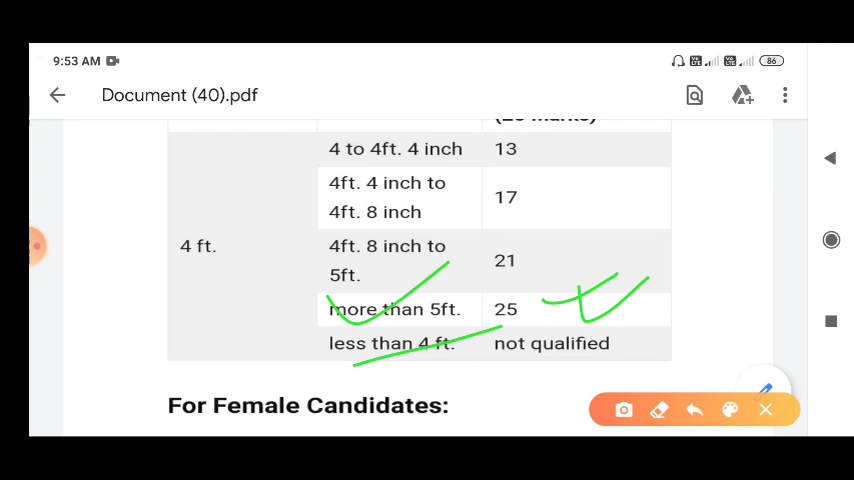 9:53 AM
86
Document (40).pdf
4 to 4ft. 4 inch 13
4ft. 4 inch to
4ft. 8 inch
17
4 ft.
4ft. 8 inch to
5ft.
21
more than 5ft. 25
less than 4 ft. not qualified
For Female Candidates: